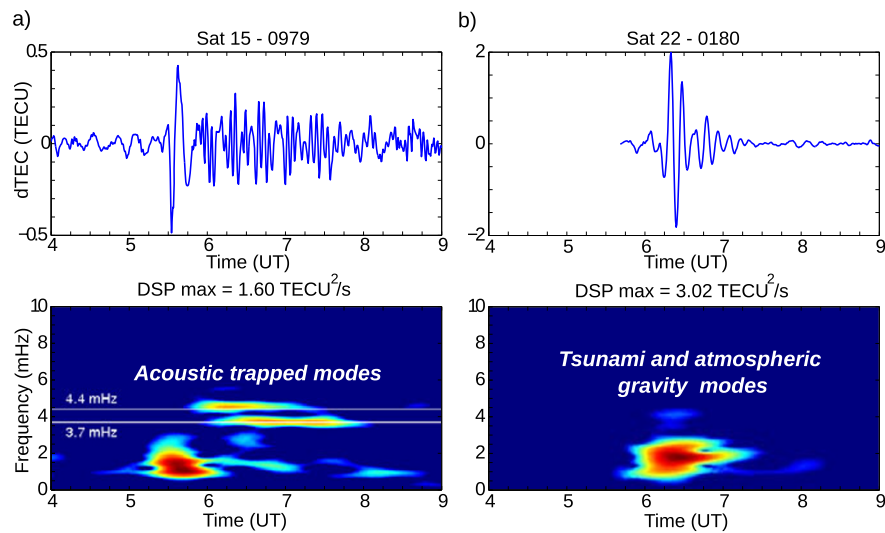 a)
Sat 15 - 0979
0.5
0
−0.5
dTEC (TECU)
4 5 6 7 8 9
Time (UT)
b)
Sat 22 - 0180
2
0
−2
4 5 6 7 8 9
Time (UT)
DSP max = 1.60 TECU²/s
10
8
6
4
2
0
Frequency (mHz)
Acoustic trapped modes
4.4 mHz
3.7 mHz
4 5 6 7 8 9
Time (UT)
DSP max = 3.02 TECU²/s
10
8
6
4
2
0
Tsunami and atmospheric
gravity modes
4 5 6 7 8 9
Time (UT)